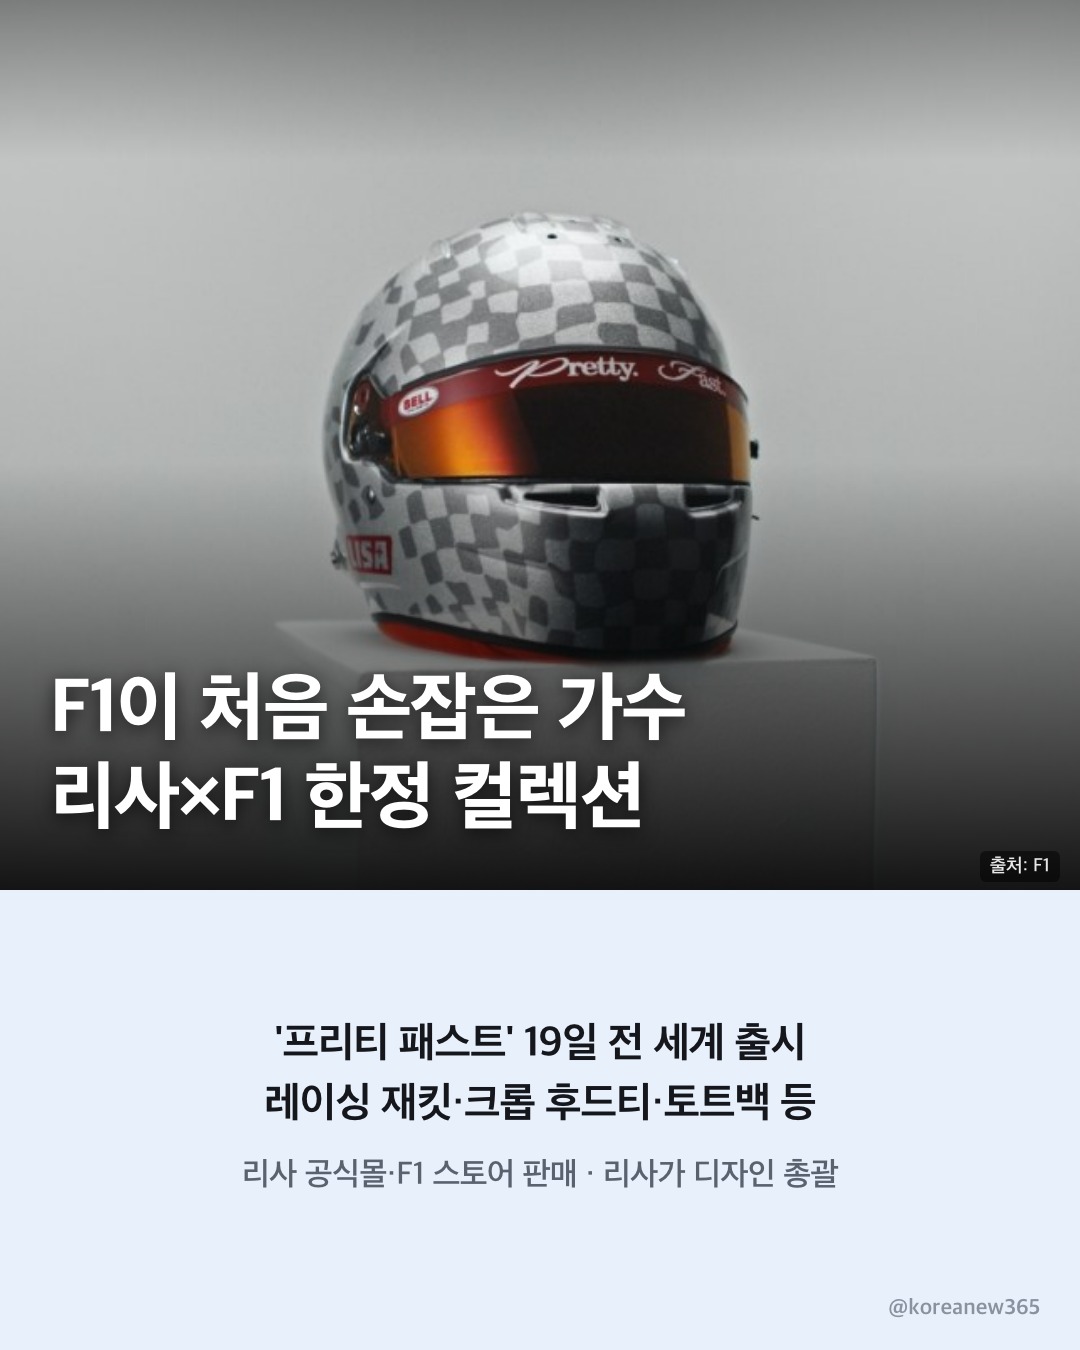 Pretty. Fast.
BELL
LISA
F1이 처음 손잡은 가수
리사×F1 한정 컬렉션
출처: F1
'프리티 패스트' 19일 전 세계 출시
레이싱 재킷·크롭 후드티·토트백 등
리사 공식몰·F1 스토어 판매 · 리사가 디자인 총괄
@koreanew365